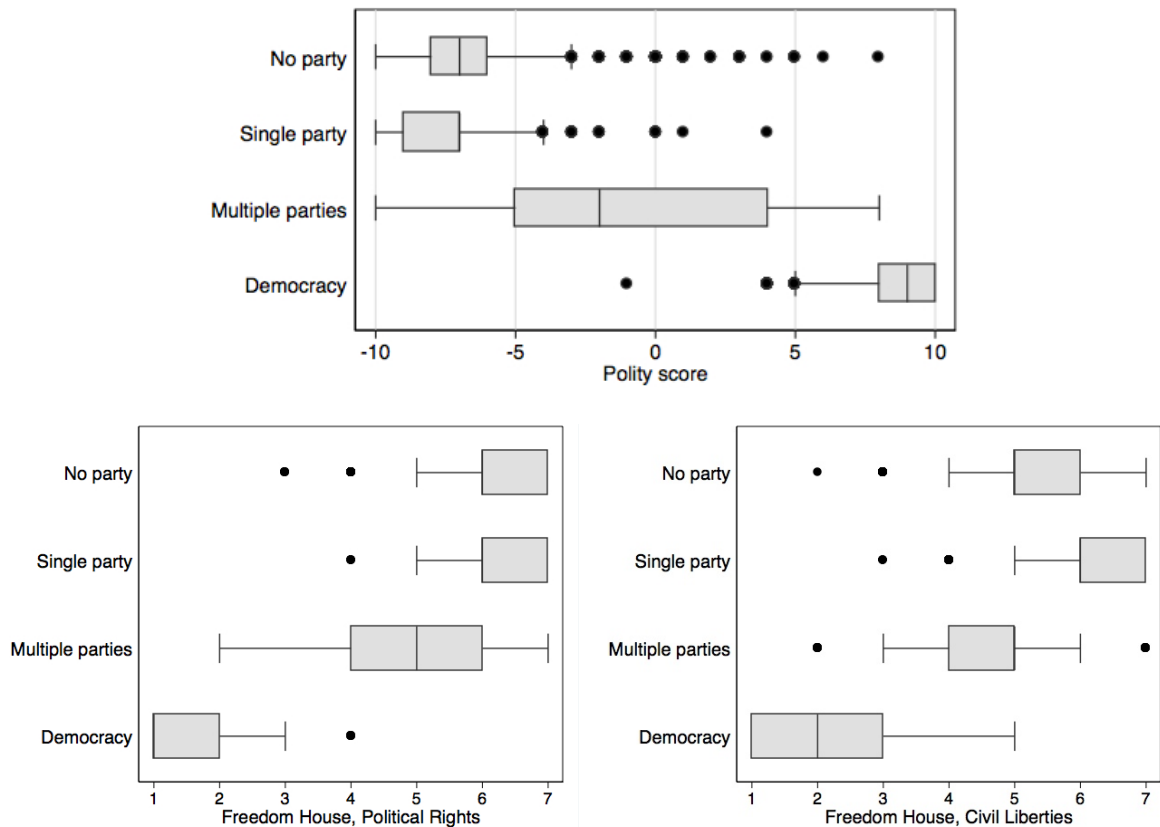 No party
Single party
Multiple parties
Democracy
-10 -5 0 5 10
Polity score
No party
Single party
Multiple parties
Democracy
1 2 3 4 5 6 7
Freedom House, Political Rights
No party
Single party
Multiple parties
Democracy
1 2 3 4 5 6 7
Freedom House, Civil Liberties